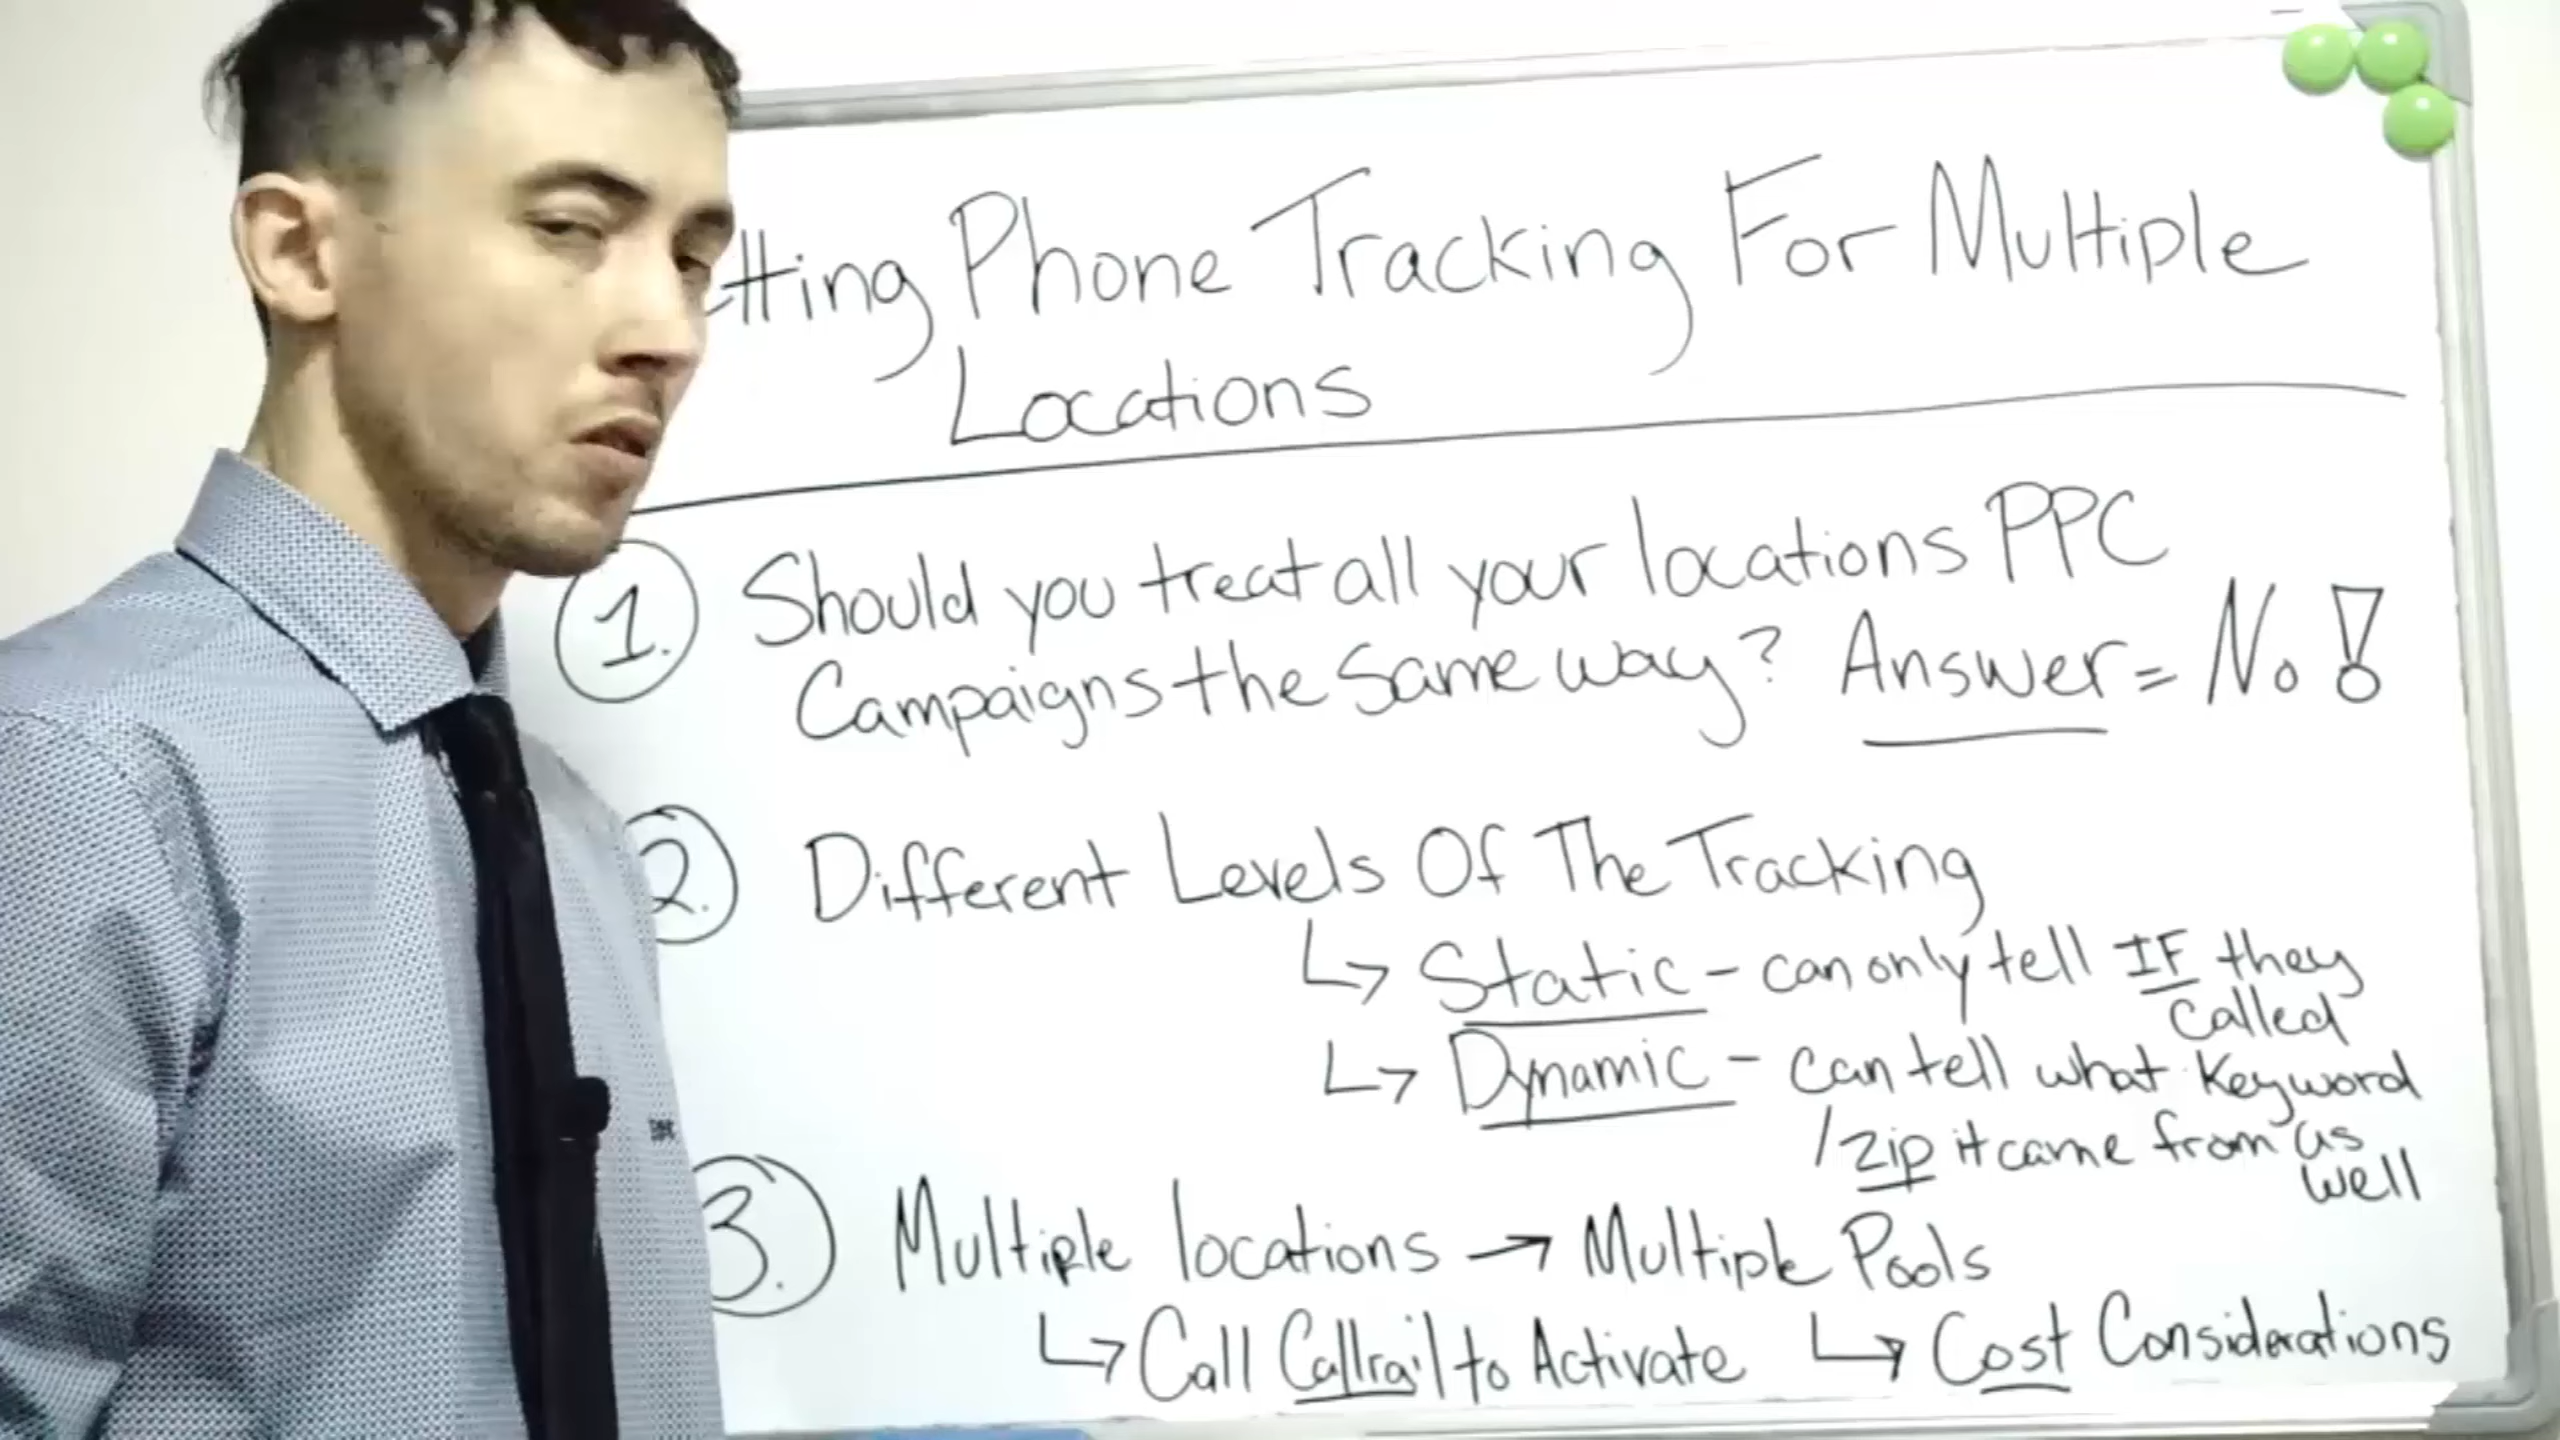 tting Phone Tracking For Multiple
Locations
1. Should you treat all your locations PPC
Campaigns the same way? Answer = No!
2. Different Levels Of The Tracking
↳ Static - can only tell IF they
called
↳ Dynamic - can tell what keyword
/zip it came from as
well
3. Multiple locations → Multiple Pools
↳ Call Callrail to Activate ↳ Cost Considerations